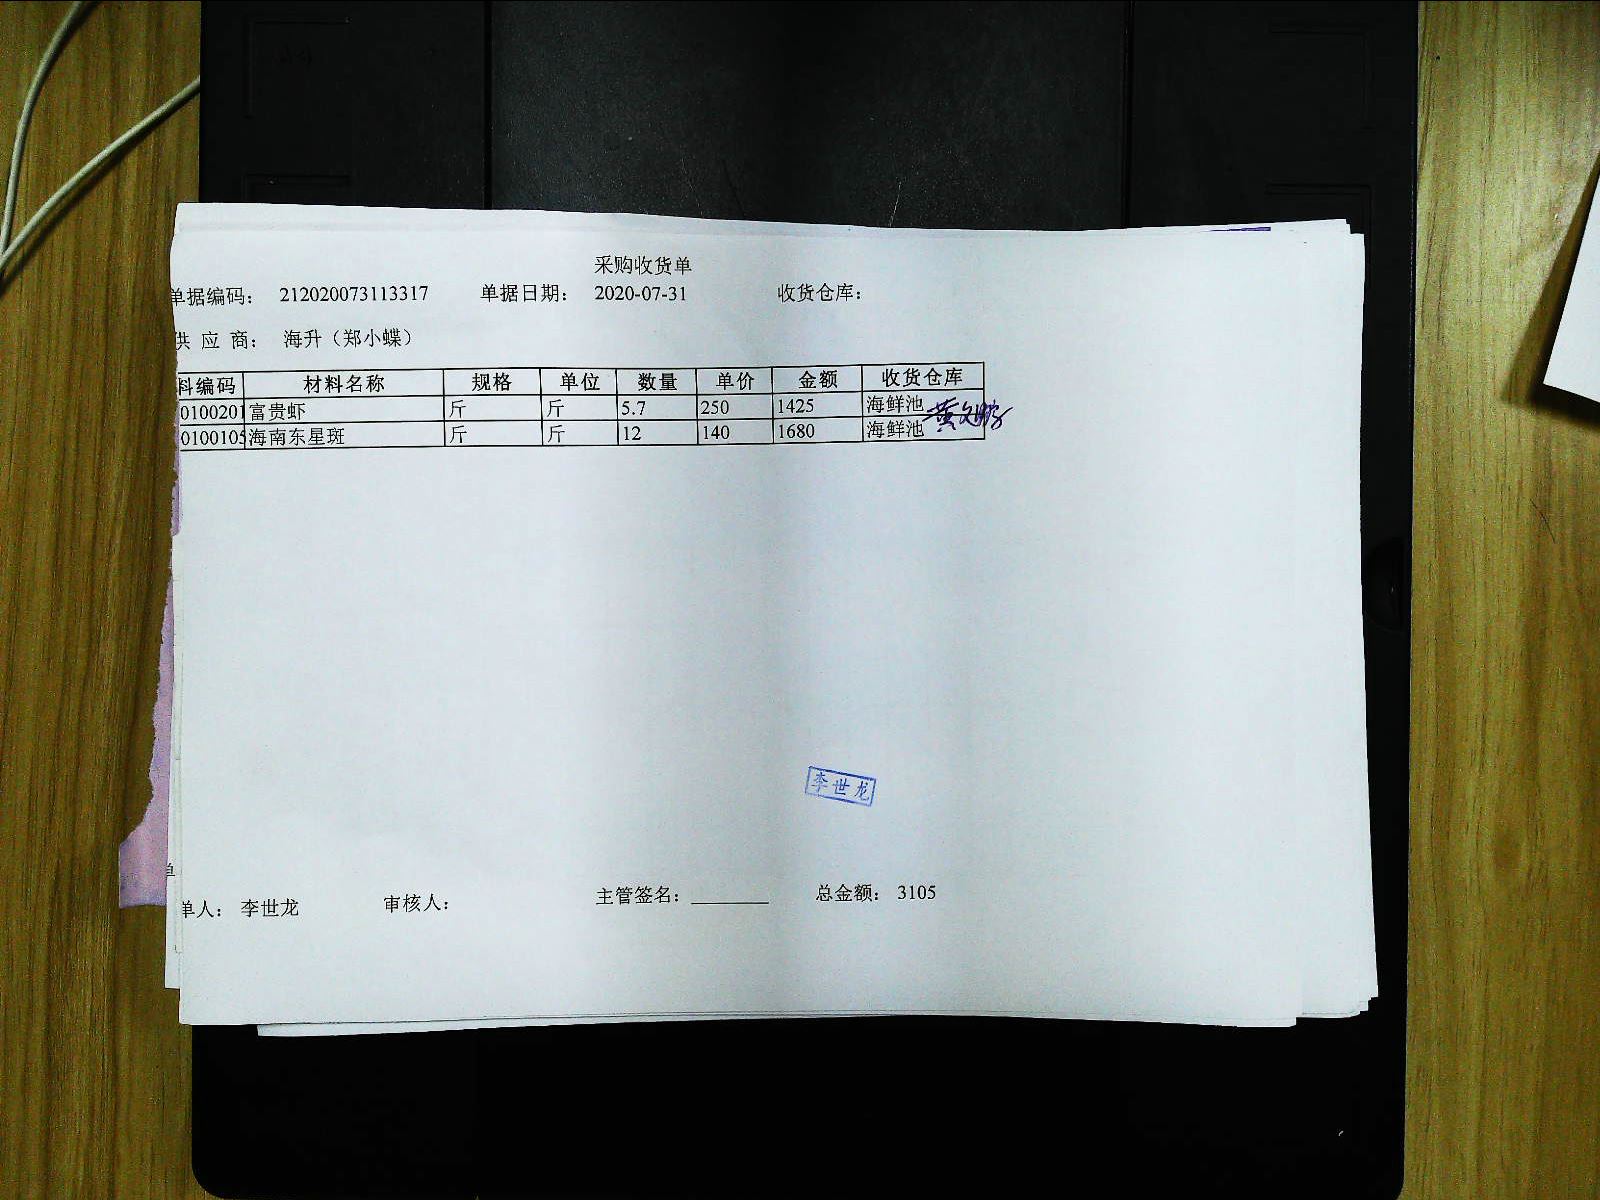 采购收货单
单据编码： 212020073113317 单据日期： 2020-07-31 收货仓库：
供 应 商： 海升（郑小蝶）
料编码 材料名称 规格 单位 数量 单价 金额 收货仓库
0100201 富贵虾 斤 斤 5.7 250 1425 海鲜池
0100105 海南东星斑 斤 斤 12 140 1680 海鲜池
李世龙
单人： 李世龙 审核人： 主管签名：________ 总金额： 3105